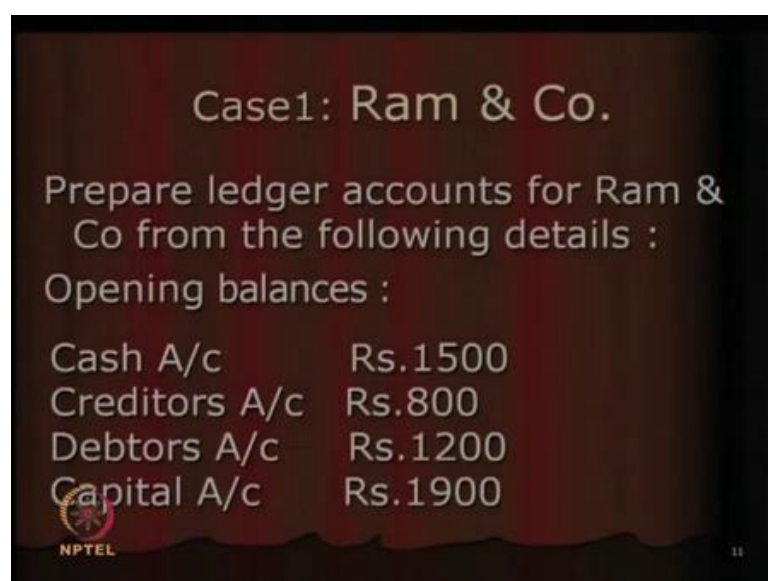 Case1: Ram & Co.
Prepare ledger accounts for Ram &
Co from the following details :
Opening balances :
Cash A/c Rs.1500
Creditors A/c Rs.800
Debtors A/c Rs.1200
Capital A/c Rs.1900
NPTEL
11